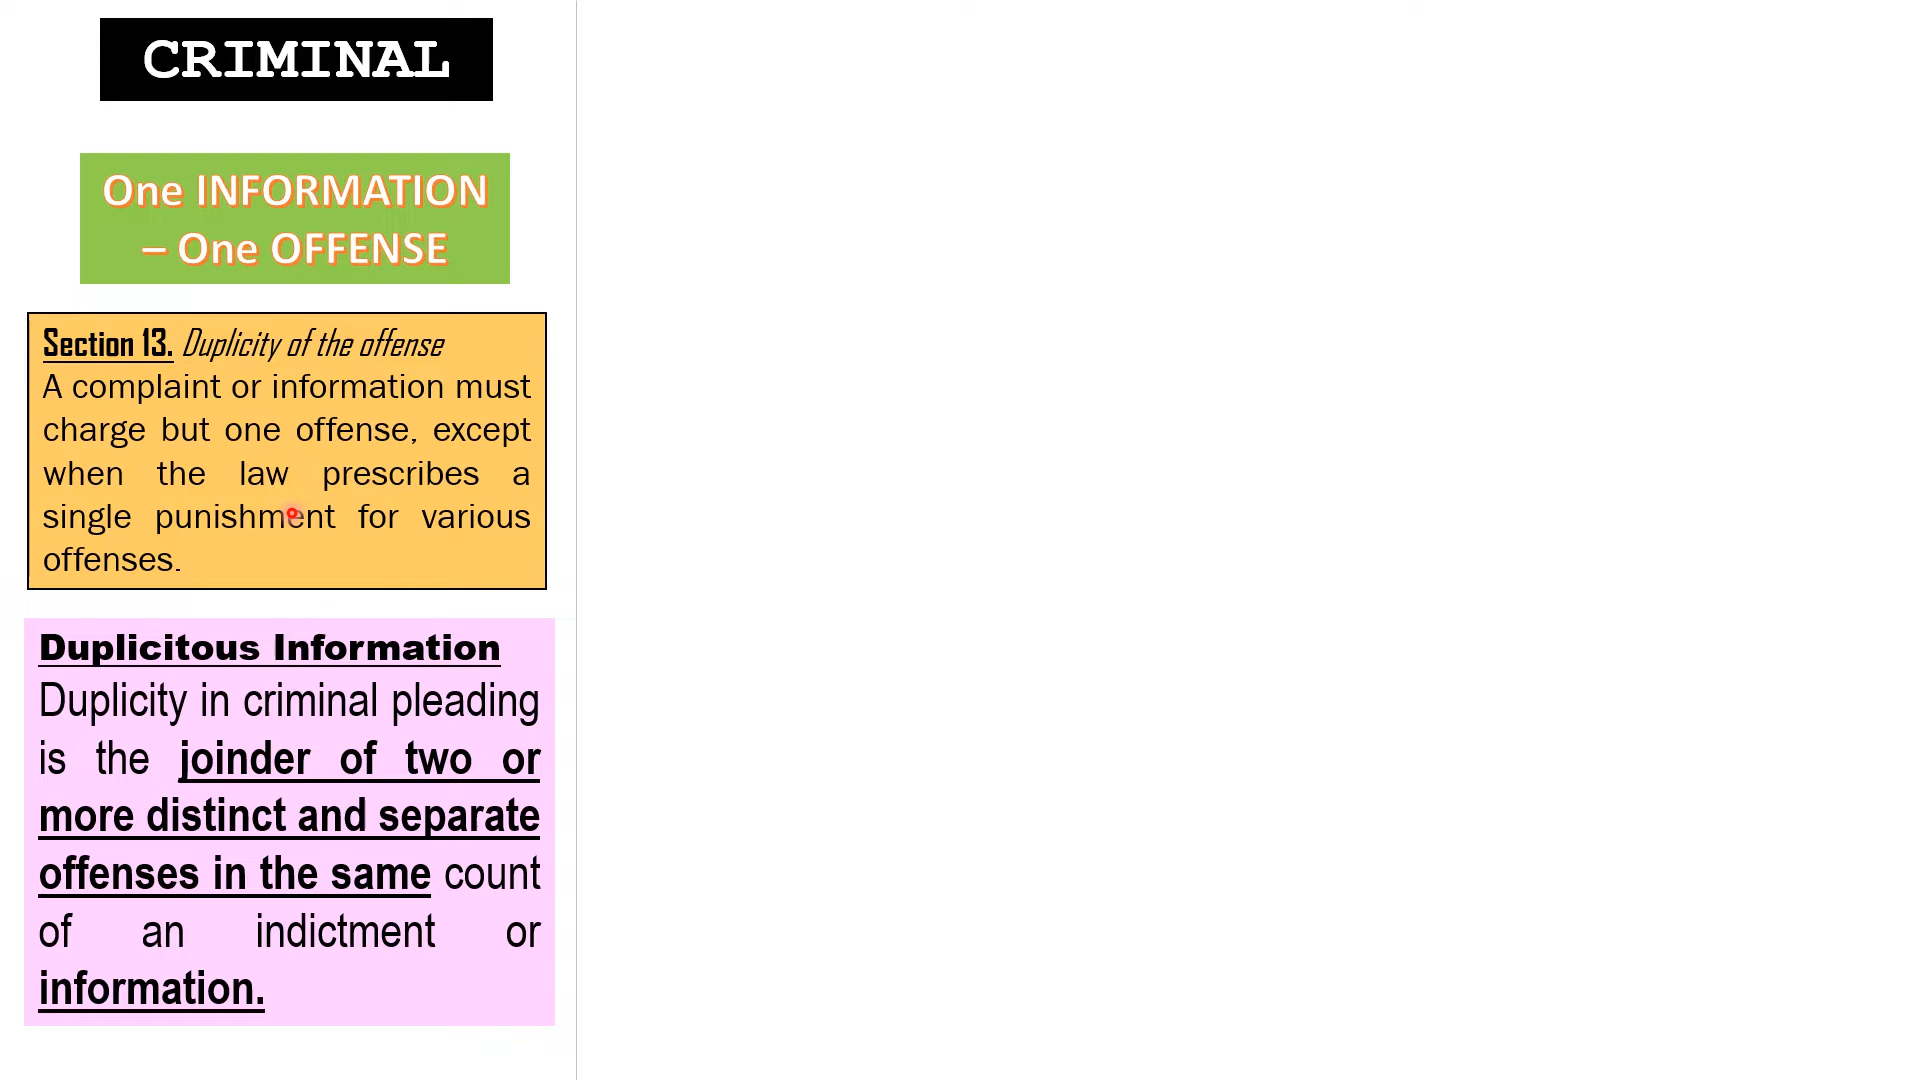 CRIMINAL
One INFORMATION
– One OFFENSE
Section 13. Duplicity of the offense
A complaint or information must
charge but one offense, except
when the law prescribes a
single punishment for various
offenses.
Duplicitous Information
Duplicity in criminal pleading
is the joinder of two or
more distinct and separate
offenses in the same count
of an indictment or
information.